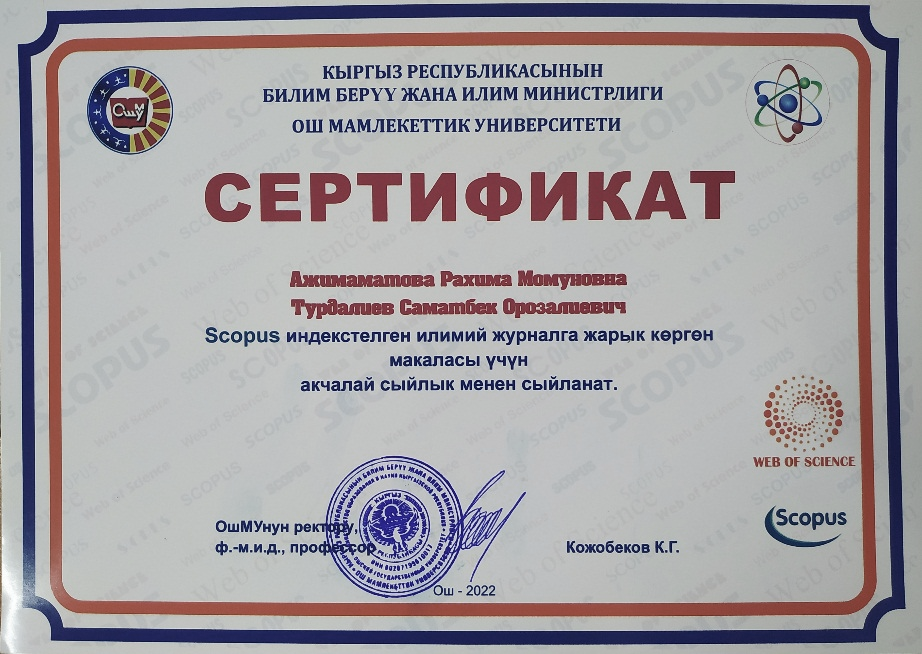 КЫРГЫЗ РЕСПУБЛИКАСЫНЫН
БИЛИМ БЕРҮҮ ЖАНА ИЛИМ МИНИСТРЛИГИ
ОШ МАМЛЕКЕТТИК УНИВЕРСИТЕТИ
ОшМУ
СЕРТИФИКАТ
Ажимаматова Рахима Момуновна
Турдалиев Саматбек Орозалиевич
Scopus индекстелген илимий журналга жарык көргөн
макаласы үчүн
акчалай сыйлык менен сыйланат.
WEB OF SCIENCE
Scopus
ОшМУнун ректору,
ф.-м.и.д., профессор
Кожобеков К.Г.
Ош - 2022